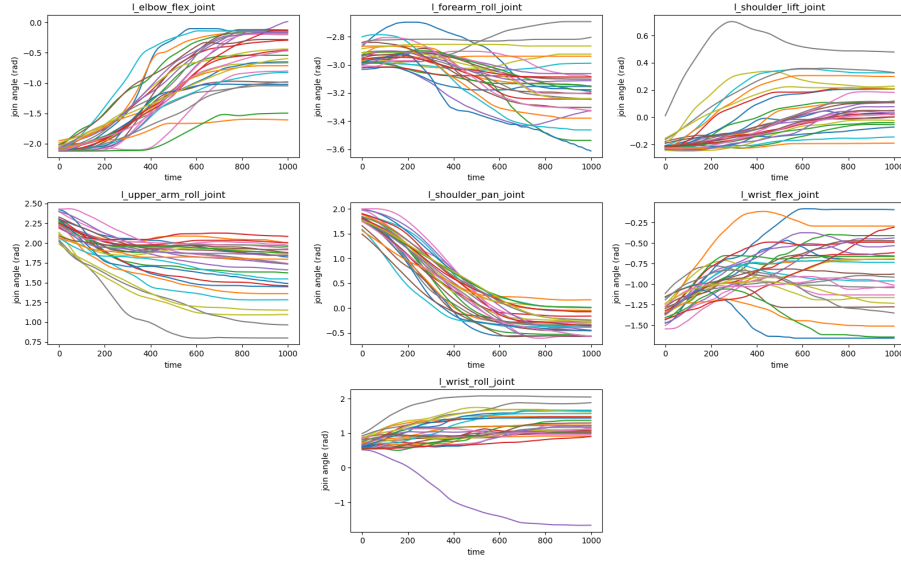 l_elbow_flex_joint
join angle (rad)
0.0
−0.5
−1.0
−1.5
−2.0
0 200 400 600 800 1000
time
l_forearm_roll_joint
join angle (rad)
−2.8
−3.0
−3.2
−3.4
−3.6
0 200 400 600 800 1000
time
l_shoulder_lift_joint
join angle (rad)
0.6
0.4
0.2
0.0
−0.2
0 200 400 600 800 1000
time
l_upper_arm_roll_joint
join angle (rad)
2.50
2.25
2.00
1.75
1.50
1.25
1.00
0.75
0 200 400 600 800 1000
time
l_shoulder_pan_joint
join angle (rad)
2.0
1.5
1.0
0.5
0.0
−0.5
0 200 400 600 800 1000
time
l_wrist_flex_joint
join angle (rad)
−0.25
−0.50
−0.75
−1.00
−1.25
−1.50
0 200 400 600 800 1000
time
l_wrist_roll_joint
join angle (rad)
2
1
0
−1
0 200 400 600 800 1000
time